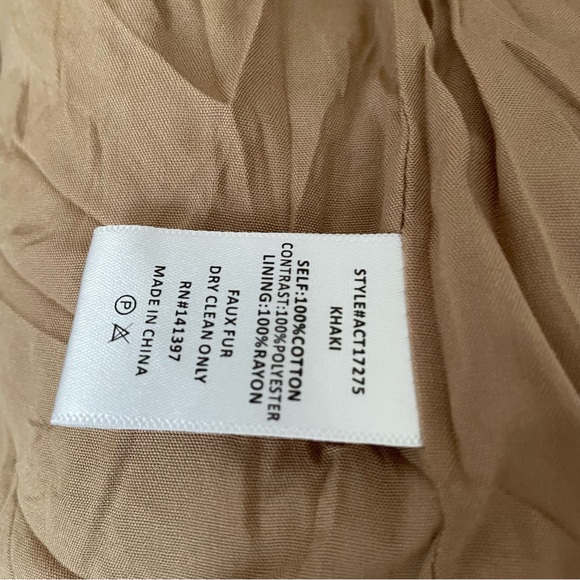 STYLE#ACT17275
KHAKI
SELF:100%COTTON
CONTRAST:100%POLYESTER
LINING:100%RAYON
FAUX FUR
DRY CLEAN ONLY
RN#141397
MADE IN CHINA
P